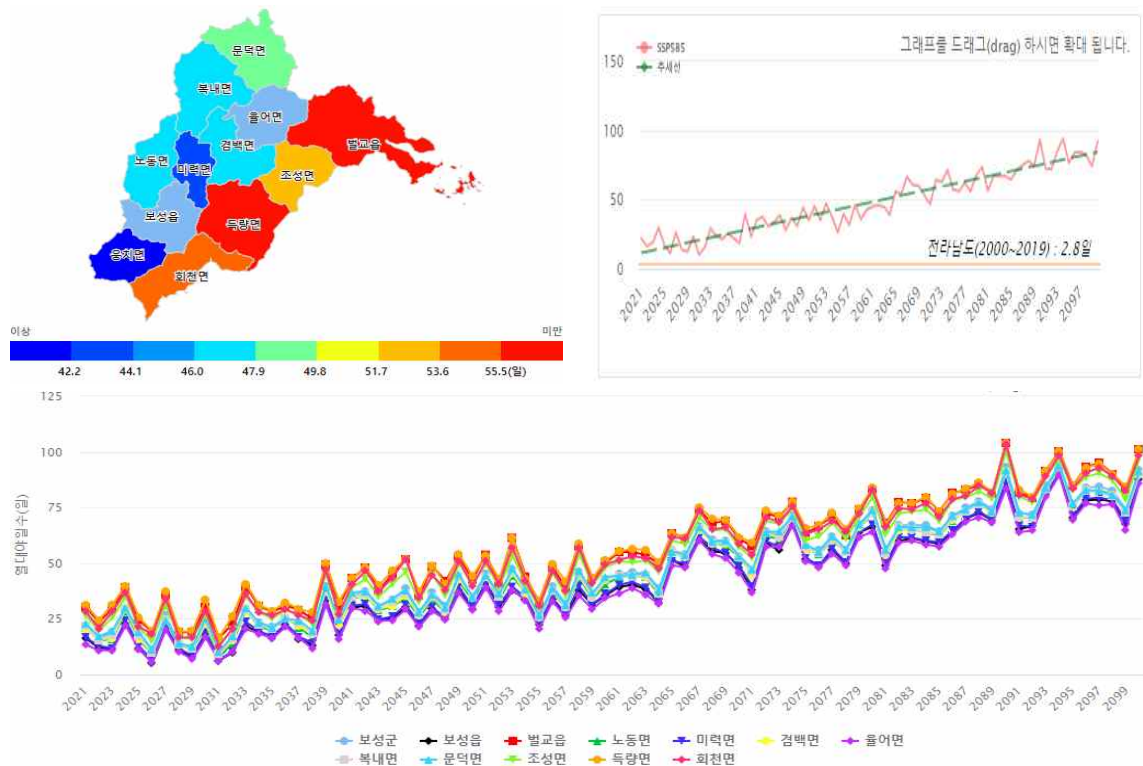 문덕면
복내면
율어면
벌교읍
겸백면
노동면
미력면
조성면
보성읍
득량면
웅치면
회천면
이상
미만
42.2 44.1 46.0 47.9 49.8 51.7 53.6 55.5(일)
SSP585
추세선
그래프를 드래그(drag) 하시면 확대 됩니다.
150
100
50
0
전라남도(2000~2019) : 2.8일
2021 2025 2029 2033 2037 2041 2045 2049 2053 2057 2061 2065 2069 2073 2077 2081 2085 2089 2093 2097
열대야일수(일)
125
100
75
50
25
0
2021 2023 2025 2027 2029 2031 2033 2035 2037 2039 2041 2043 2045 2047 2049 2051 2053 2055 2057 2059 2061 2063 2065 2067 2069 2071 2073 2075 2077 2079 2081 2083 2085 2087 2089 2091 2093 2095 2097 2099
보성군 보성읍 벌교읍 노동면 미력면 겸백면 율어면
복내면 문덕면 조성면 득량면 회천면